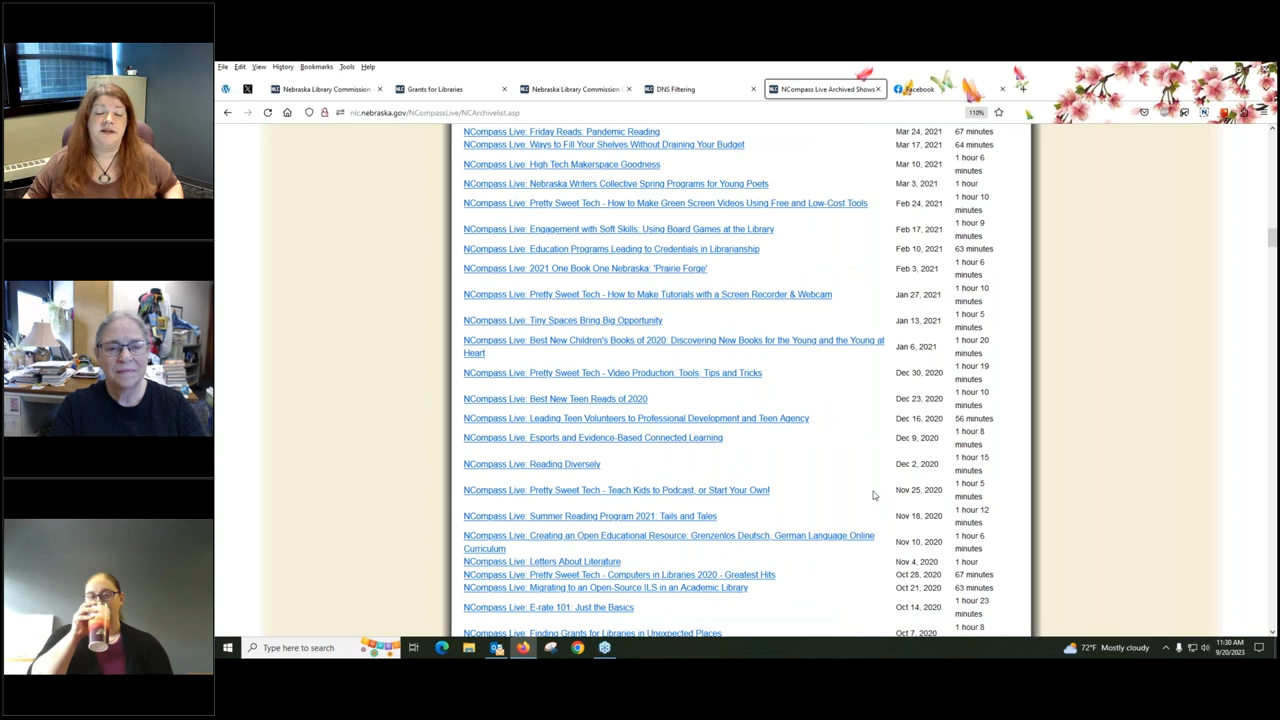 File Edit View History Bookmarks Tools Help
Nebraska Library Commission Grants for Libraries Nebraska Library Commission DNS Filtering NCompass Live Archived Shows Facebook
nlc.nebraska.gov/NCompassLive/NCArchivelist.asp 110%
NCompass Live: Friday Reads: Pandemic Reading Mar 24, 2021 67 minutes
NCompass Live: Ways to Fill Your Shelves Without Draining Your Budget Mar 17, 2021 64 minutes
NCompass Live: High Tech Makerspace Goodness Mar 10, 2021 1 hour 6
minutes
NCompass Live: Nebraska Writers Collective Spring Programs for Young Poets Mar 3, 2021 1 hour
NCompass Live: Pretty Sweet Tech - How to Make Green Screen Videos Using Free and Low-Cost Tools Feb 24, 2021 1 hour 10
minutes
NCompass Live: Engagement with Soft Skills: Using Board Games at the Library Feb 17, 2021 1 hour 9
minutes
NCompass Live: Education Programs Leading to Credentials in Librarianship Feb 10, 2021 63 minutes
NCompass Live: 2021 One Book One Nebraska: 'Prairie Forge' Feb 3, 2021 1 hour 6
minutes
NCompass Live: Pretty Sweet Tech - How to Make Tutorials with a Screen Recorder & Webcam Jan 27, 2021 1 hour 10
minutes
NCompass Live: Tiny Spaces Bring Big Opportunity Jan 13, 2021 1 hour 5
minutes
NCompass Live: Best New Children's Books of 2020: Discovering New Books for the Young and the Young at
Heart Jan 6, 2021 1 hour 20
minutes
NCompass Live: Pretty Sweet Tech - Video Production: Tools, Tips and Tricks Dec 30, 2020 1 hour 19
minutes
NCompass Live: Best New Teen Reads of 2020 Dec 23, 2020 1 hour 10
minutes
NCompass Live: Leading Teen Volunteers to Professional Development and Teen Agency Dec 16, 2020 56 minutes
NCompass Live: Esports and Evidence-Based Connected Learning Dec 9, 2020 1 hour 8
minutes
NCompass Live: Reading Diversely Dec 2, 2020 1 hour 15
minutes
NCompass Live: Pretty Sweet Tech - Teach Kids to Podcast, or Start Your Own! Nov 25, 2020 1 hour 5
minutes
NCompass Live: Summer Reading Program 2021: Tails and Tales Nov 18, 2020 1 hour 12
minutes
NCompass Live: Creating an Open Educational Resource: Grenzenlos Deutsch, German Language Online
Curriculum Nov 10, 2020 1 hour 6
minutes
NCompass Live: Letters About Literature Nov 4, 2020 1 hour
NCompass Live: Pretty Sweet Tech - Computers in Libraries 2020 - Greatest Hits Oct 28, 2020 67 minutes
NCompass Live: Migrating to an Open-Source ILS in an Academic Library Oct 21, 2020 63 minutes
NCompass Live: E-rate 101: Just the Basics Oct 14, 2020 1 hour 23
minutes
NCompass Live: Finding Grants for Libraries in Unexpected Places Oct 7, 2020 1 hour 8
Type here to search 72°F Mostly cloudy 11:30 AM
9/20/2023